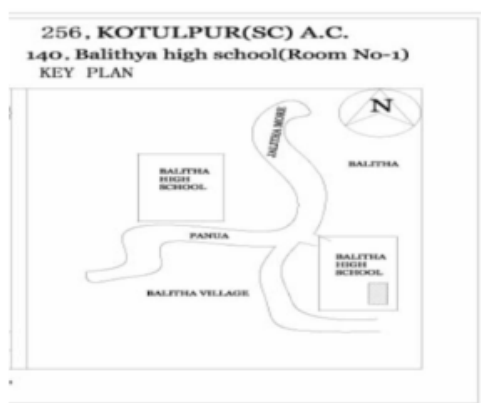 256, KOTULPUR(SC) A.C.
140. Balithya high school(Room No-1)
KEY PLAN
N
JALITHA MORE
BALITHA
BALITHA
HIGH
SCHOOL
PANUA
BALITHA
HIGH
SCHOOL
BALITHA VILLAGE